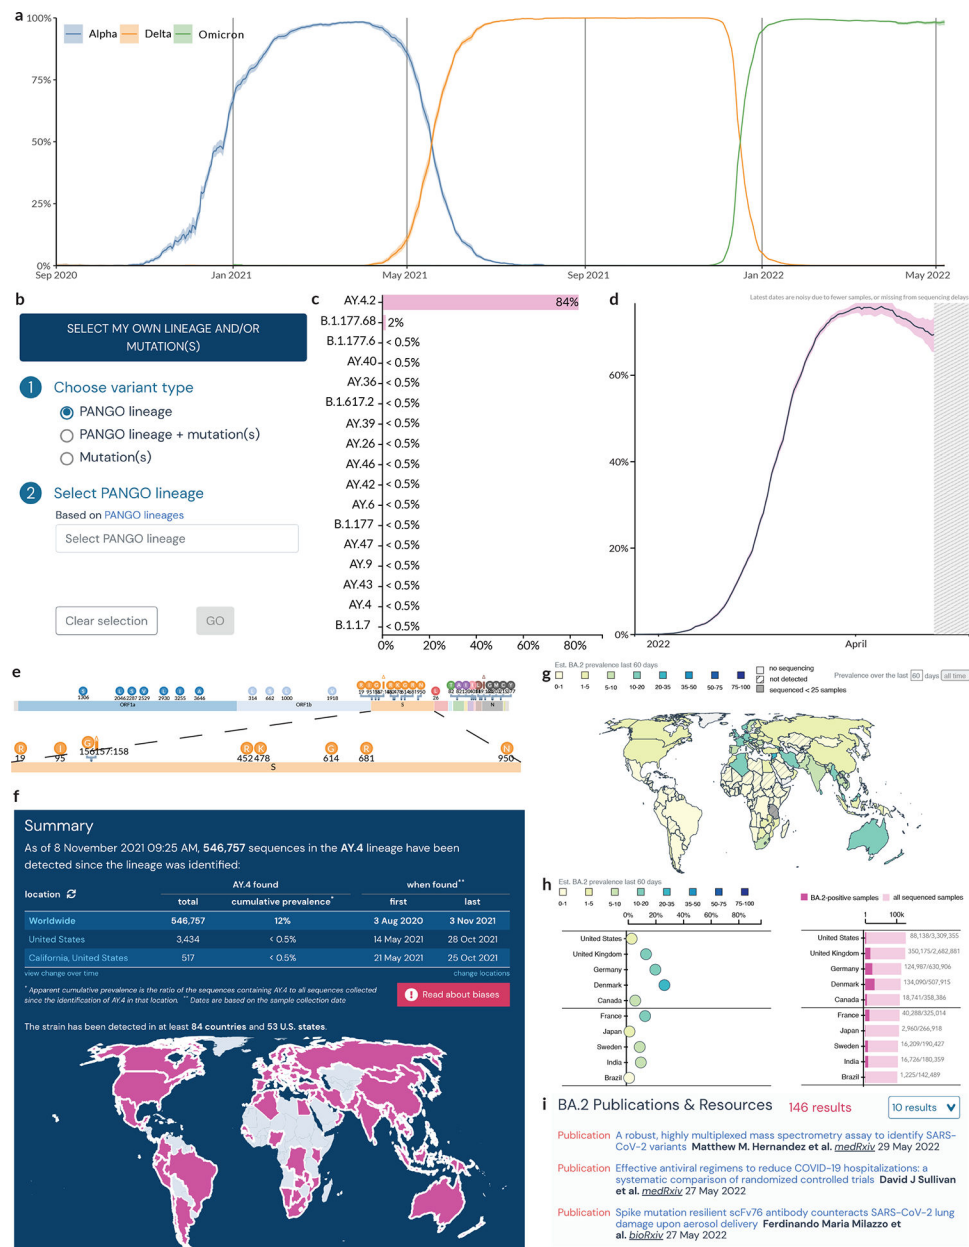 a
100%
75%
50%
25%
0%
Alpha Delta Omicron
Sep 2020 Jan 2021 May 2021 Sep 2021 Jan 2022 May 2022
b
SELECT MY OWN LINEAGE AND/OR
MUTATION(S)
1 Choose variant type
PANGO lineage
PANGO lineage + mutation(s)
Mutation(s)
2 Select PANGO lineage
Based on PANGO lineages
Select PANGO lineage
Clear selection GO
c
AY.4.2 84%
B.1.177.68 2%
B.1.177.6 < 0.5%
AY.40 < 0.5%
AY.36 < 0.5%
B.1.617.2 < 0.5%
AY.39 < 0.5%
AY.26 < 0.5%
AY.46 < 0.5%
AY.42 < 0.5%
AY.6 < 0.5%
B.1.177 < 0.5%
AY.47 < 0.5%
AY.9 < 0.5%
AY.43 < 0.5%
AY.4 < 0.5%
B.1.1.7 < 0.5%
0% 20% 40% 60% 80% 100%
d
Latest dates are noisy due to fewer samples, or missing from sequencing delays
60%
40%
20%
0%
2022 April
e
1306 2046 2287 2529 2930 3255 3646 314 662 1000 1918
ORF1a ORF1b S N
R I G R K G R N
19 95 156 157:158 452 478 614 681 950
S
f
Summary
As of 8 November 2021 09:25 AM, 546,757 sequences in the AY.4 lineage have been
detected since the lineage was identified:
AY.4 found when found**
location total cumulative prevalence* first last
Worldwide 546,757 12% 3 Aug 2020 3 Nov 2021
United States 3,434 < 0.5% 14 May 2021 28 Oct 2021
California, United States 517 < 0.5% 21 May 2021 25 Oct 2021
view change over time change locations
* Apparent cumulative prevalence is the ratio of the sequences containing AY.4 to all sequences collected
since the identification of AY.4 in that location. ** Dates are based on the sample collection date
! Read about biases
The strain has been detected in at least 84 countries and 53 U.S. states.
g
Est. BA.2 prevalence last 60 days
0-1 1-5 5-10 10-20 20-35 35-50 50-75 75-100
no sequencing
not detected
sequenced < 25 samples
Prevalence over the last 60 days all time
h
Est. BA.2 prevalence last 60 days
0-1 1-5 5-10 10-20 20-35 35-50 50-75 75-100
0% 20% 40% 60% 80%
United States
United Kingdom
Germany
Denmark
Canada
France
Japan
Sweden
India
Brazil
BA.2-positive samples all sequenced samples
1 100k
United States 88,138/3,309,355
United Kingdom 350,175/2,682,881
Germany 124,987/630,906
Denmark 134,090/507,915
Canada 18,741/358,386
France 40,288/325,014
Japan 2,960/266,918
Sweden 16,209/190,427
India 16,726/180,359
Brazil 1,225/142,489
i
BA.2 Publications & Resources 146 results 10 results
Publication A robust, highly multiplexed mass spectrometry assay to identify SARS-
CoV-2 variants Matthew M. Hernandez et al. medRxiv 29 May 2022
Publication Effective antiviral regimens to reduce COVID-19 hospitalizations: a
systematic comparison of randomized controlled trials David J Sullivan
et al. medRxiv 27 May 2022
Publication Spike mutation resilient scFv76 antibody counteracts SARS-CoV-2 lung
damage upon aerosol delivery Ferdinando Maria Milazzo et
al. bioRxiv 27 May 2022